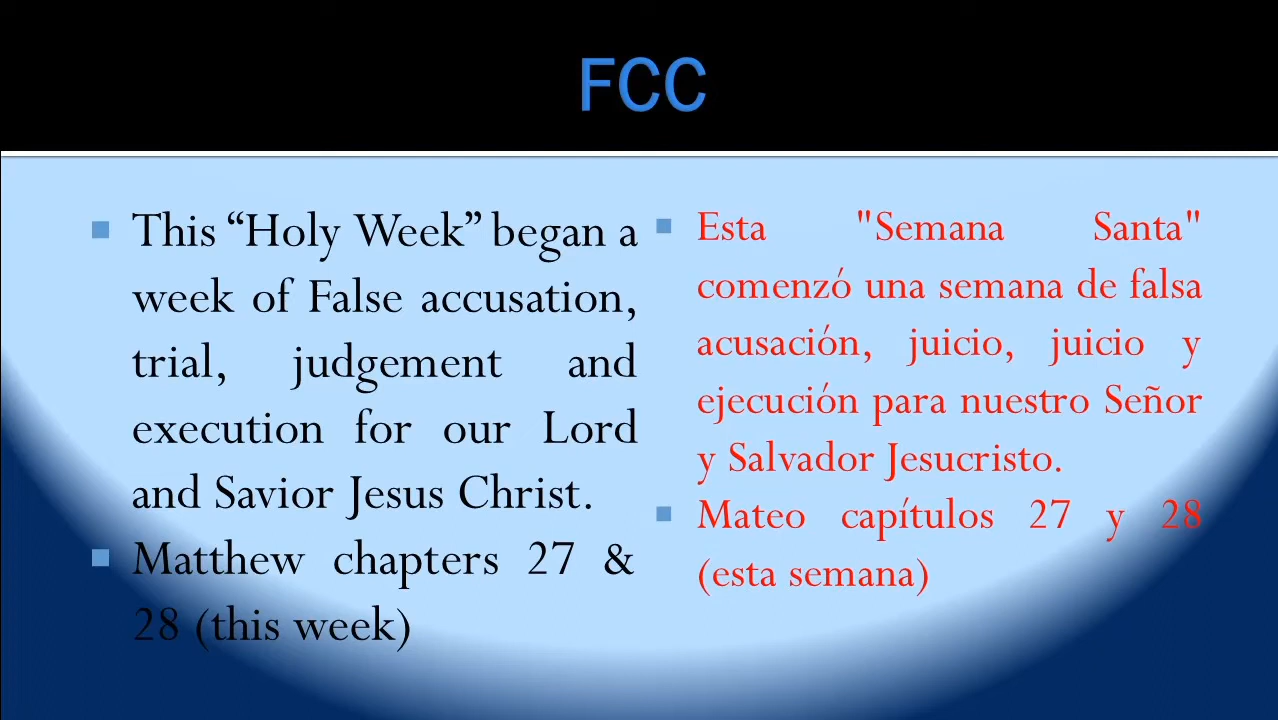 FCC
This “Holy Week” began a
week of False accusation,
trial, judgement and
execution for our Lord
and Savior Jesus Christ.
Matthew chapters 27 &
28 (this week)
Esta "Semana Santa"
comenzó una semana de falsa
acusación, juicio, juicio y
ejecución para nuestro Señor
y Salvador Jesucristo.
Mateo capítulos 27 y 28
(esta semana)